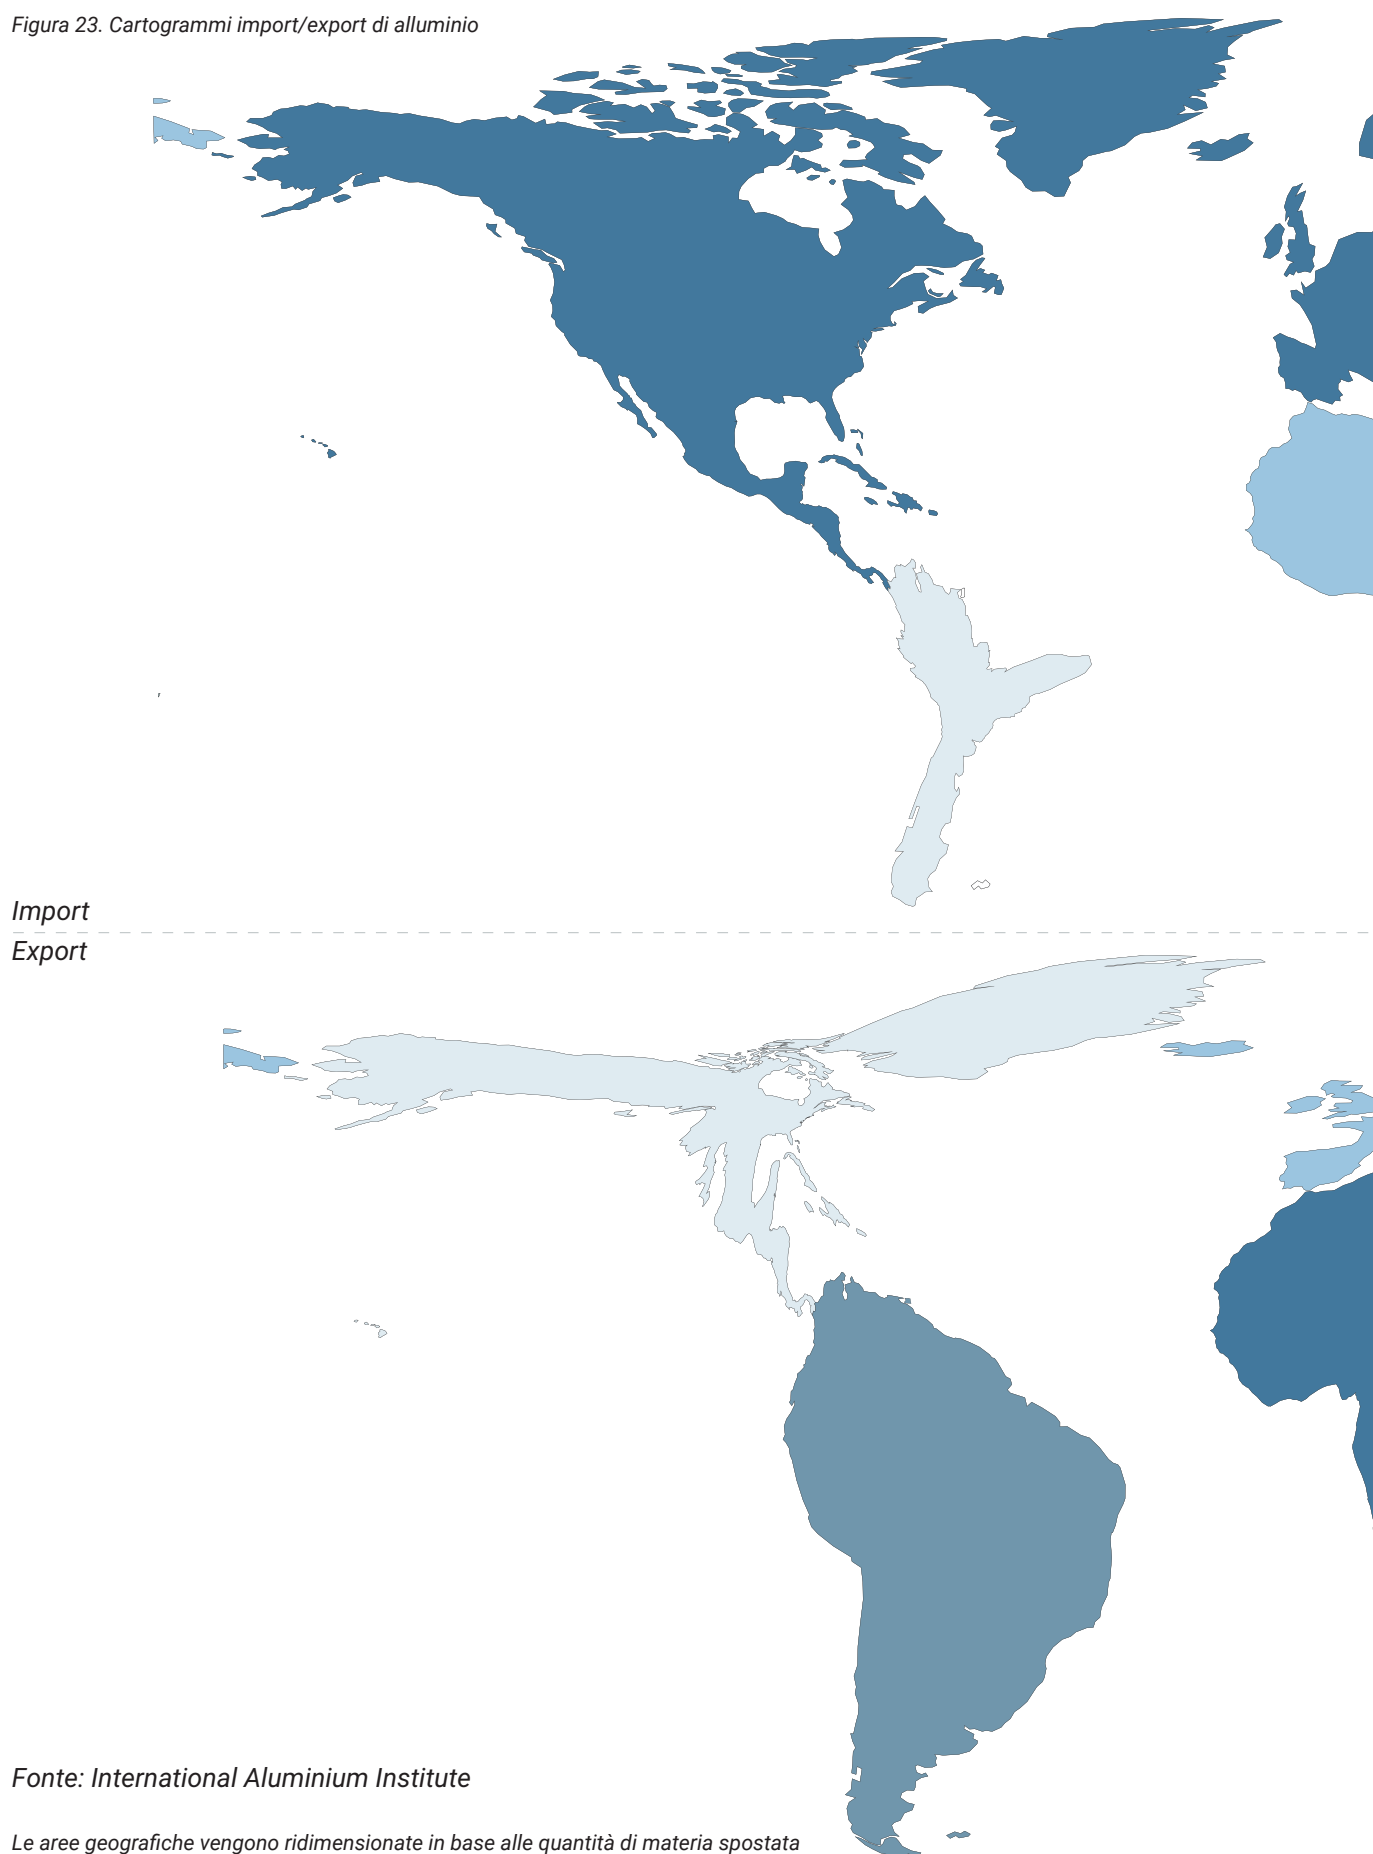 Figura 23. Cartogrammi import/export di alluminio
Import
Export
Fonte: International Aluminium Institute
Le aree geografiche vengono ridimensionate in base alle quantità di materia spostata